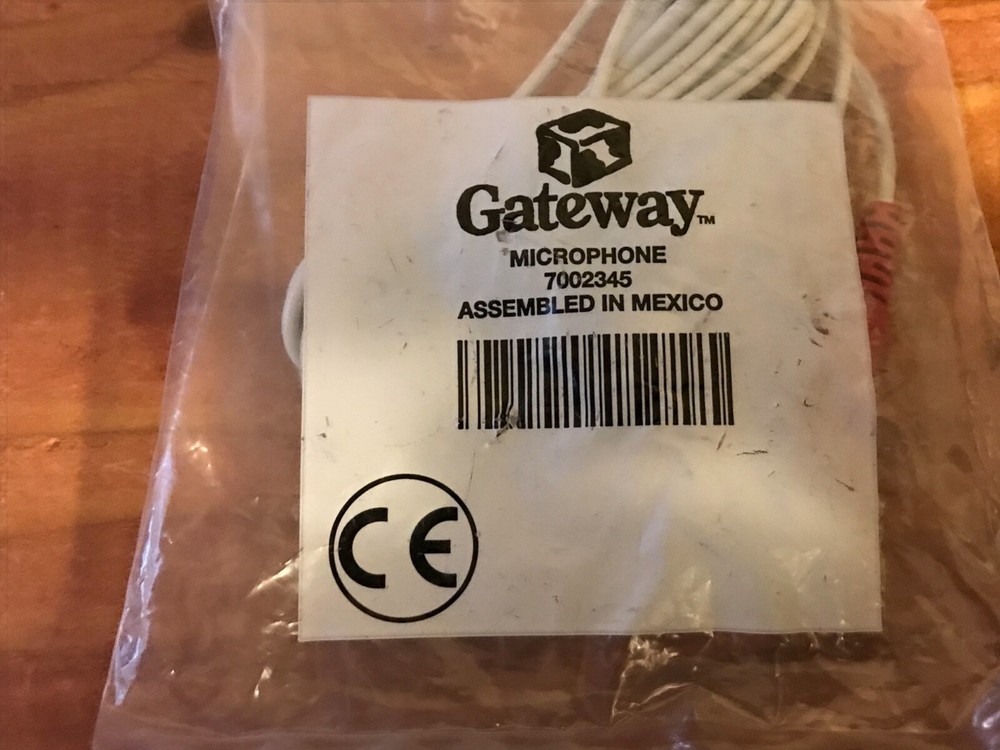 Gateway™
MICROPHONE
7002345
ASSEMBLED IN MEXICO
CE